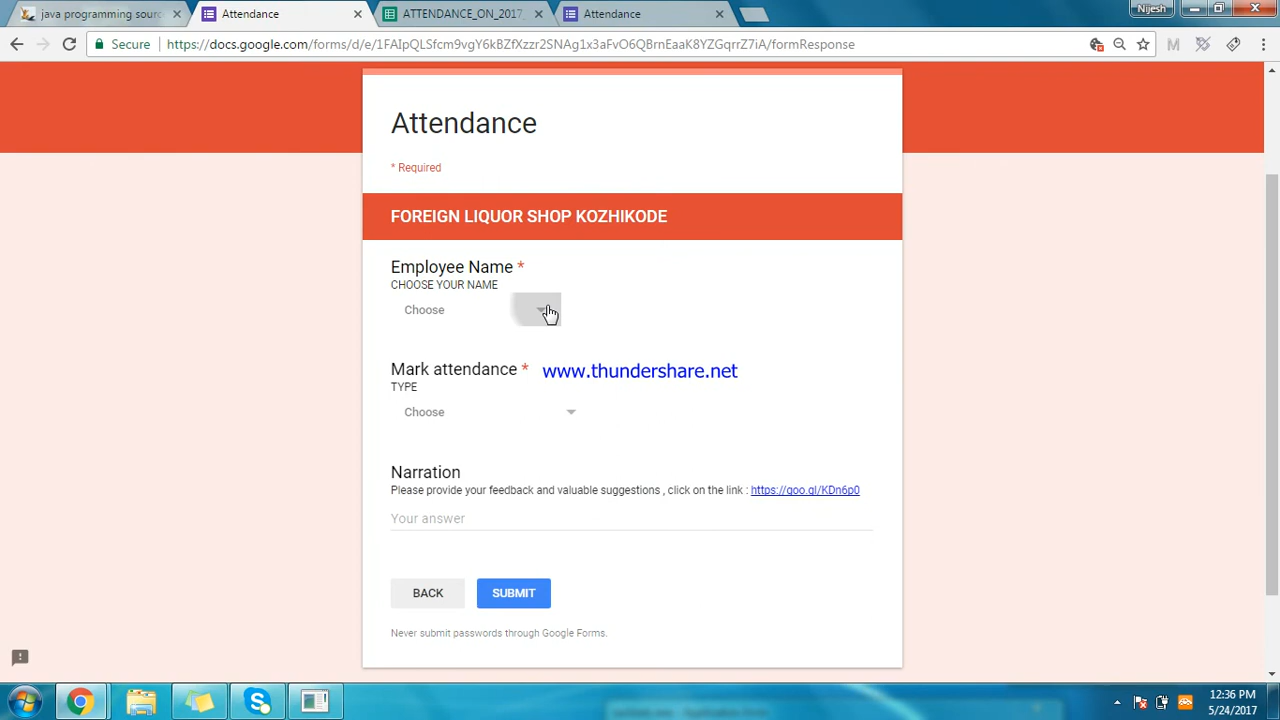 java programming sourc
Attendance
ATTENDANCE_ON_2017_
Attendance
Nijesh
Secure
https://docs.google.com/forms/d/e/1FAIpQLSfcm9vgY6kBZfXzzr2SNAg1x3aFvO6QBrnEaaK8YZGqrrZ7iA/formResponse
Attendance
* Required
FOREIGN LIQUOR SHOP KOZHIKODE
Employee Name *
CHOOSE YOUR NAME
Choose
Mark attendance *
www.thundershare.net
TYPE
Choose
Narration
Please provide your feedback and valuable suggestions , click on the link : https://goo.gl/KDn6p0
Your answer
BACK
SUBMIT
Never submit passwords through Google Forms.
12:36 PM
5/24/2017